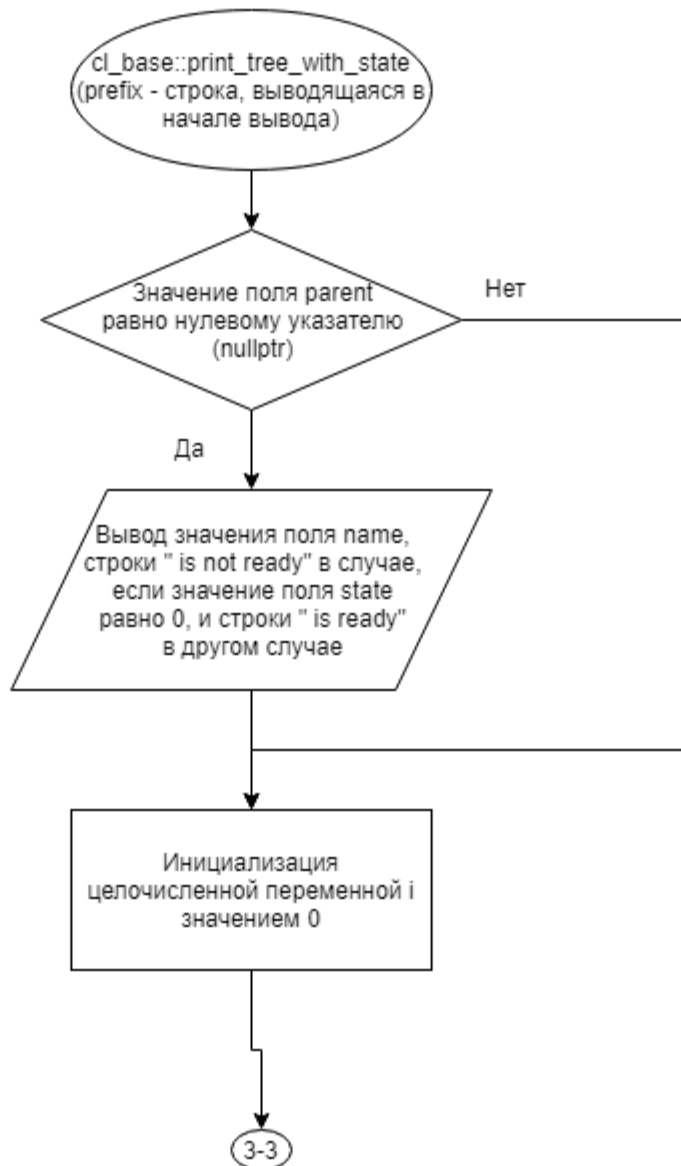 cl_base::print_tree_with_state
(prefix - строка, выводящаяся в
начале вывода)
Значение поля parent
равно нулевому указателю
(nullptr)
Нет
Да
Вывод значения поля name,
строки " is not ready" в случае,
если значение поля state
равно 0, и строки " is ready"
в другом случае
Инициализация
целочисленной переменной i
значением 0
3-3